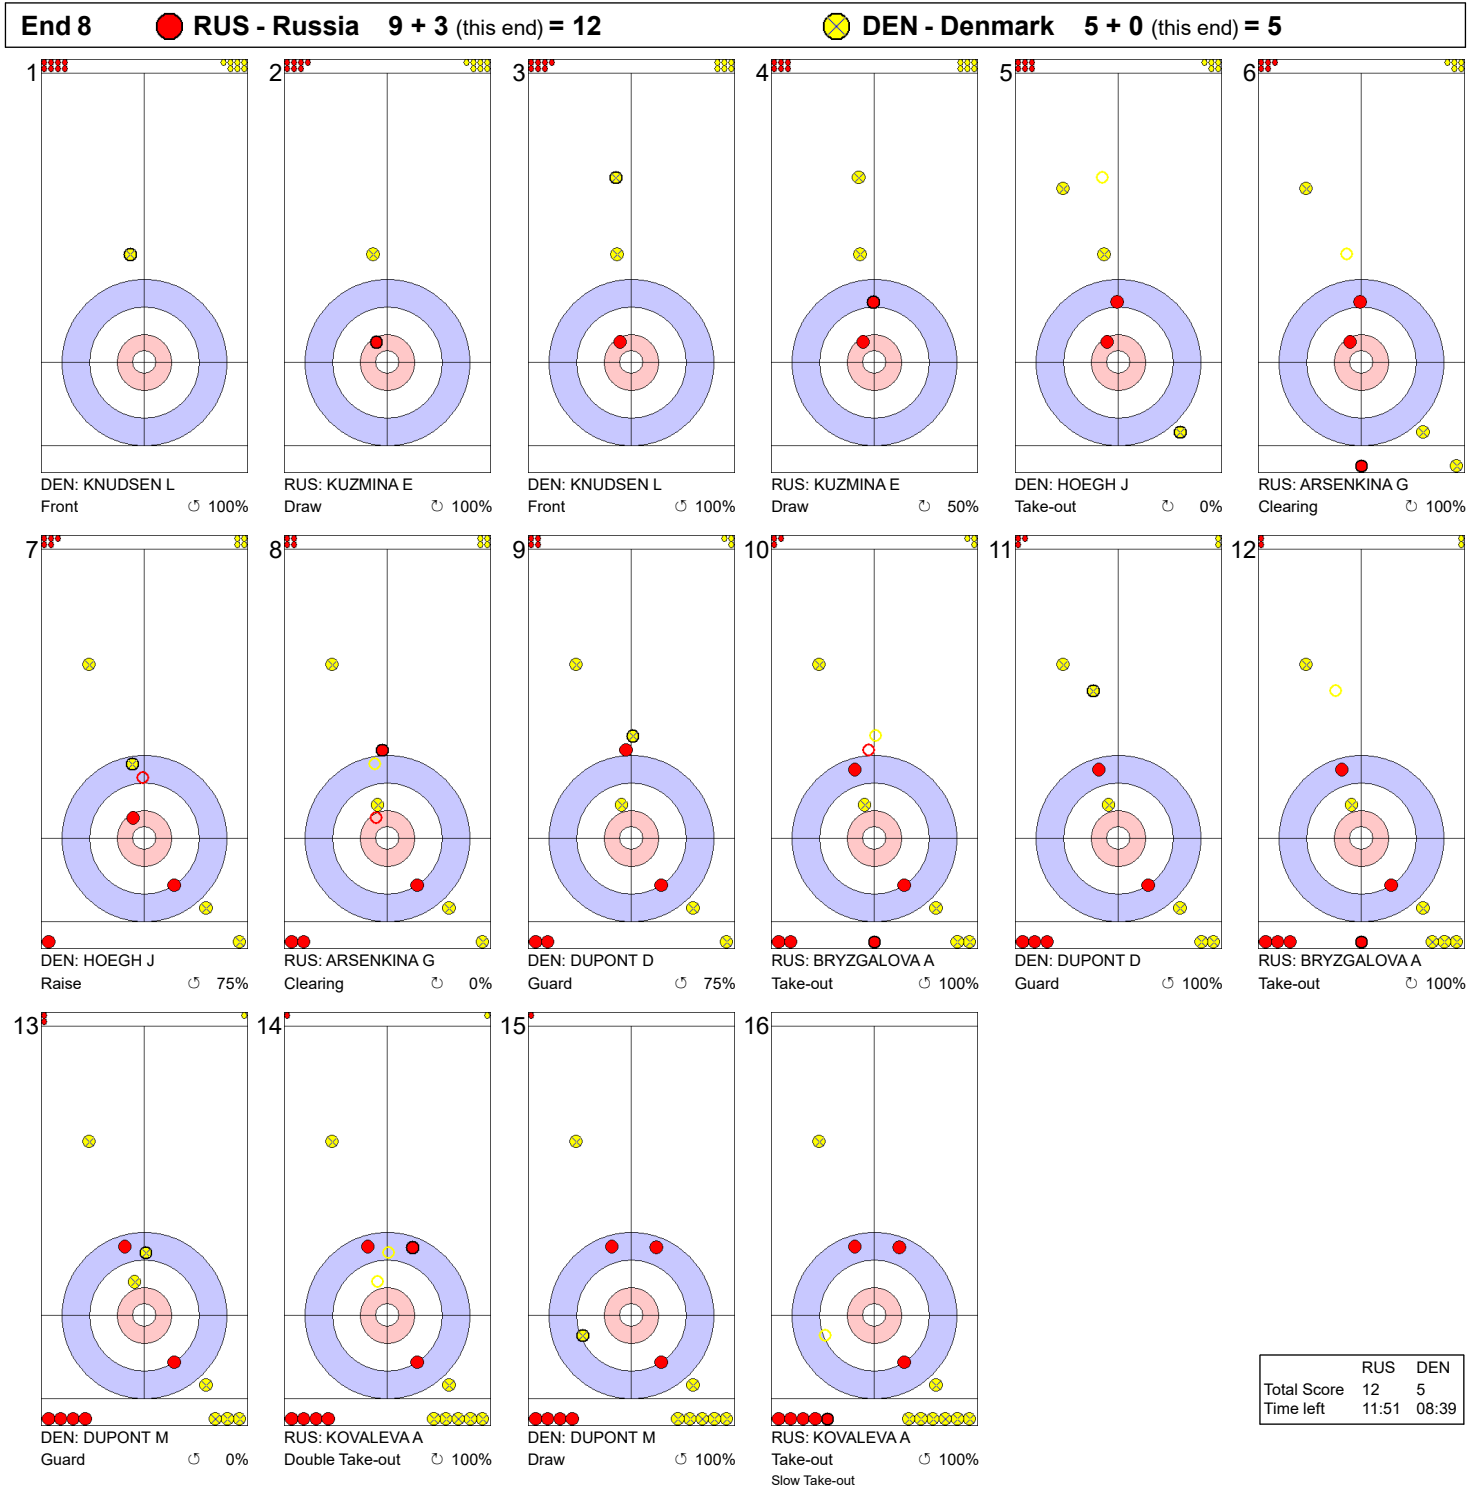 End 8 RUS - Russia 9 + 3 (this end) = 12 DEN - Denmark 5 + 0 (this end) = 5
1 2 3 4 5 6
DEN: KNUDSEN L RUS: KUZMINA E DEN: KNUDSEN L RUS: KUZMINA E DEN: HOEGH J RUS: ARSENKINA G
Front ↺ 100% Draw ↻ 100% Front ↺ 100% Draw ↻ 50% Take-out ↺ 0% Clearing ↻ 100%
7 8 9 10 11 12
DEN: HOEGH J RUS: ARSENKINA G DEN: DUPONT D RUS: BRYZGALOVA A DEN: DUPONT D RUS: BRYZGALOVA A
Raise ↺ 75% Clearing ↻ 0% Guard ↺ 75% Take-out ↻ 100% Guard ↺ 100% Take-out ↻ 100%
13 14 15 16
DEN: DUPONT M RUS: KOVALEVA A DEN: DUPONT M RUS: KOVALEVA A
Guard ↺ 0% Double Take-out ↻ 100% Draw ↺ 100% Take-out ↻ 100%
Slow Take-out
RUS DEN
Total Score 12 5
Time left 11:51 08:39